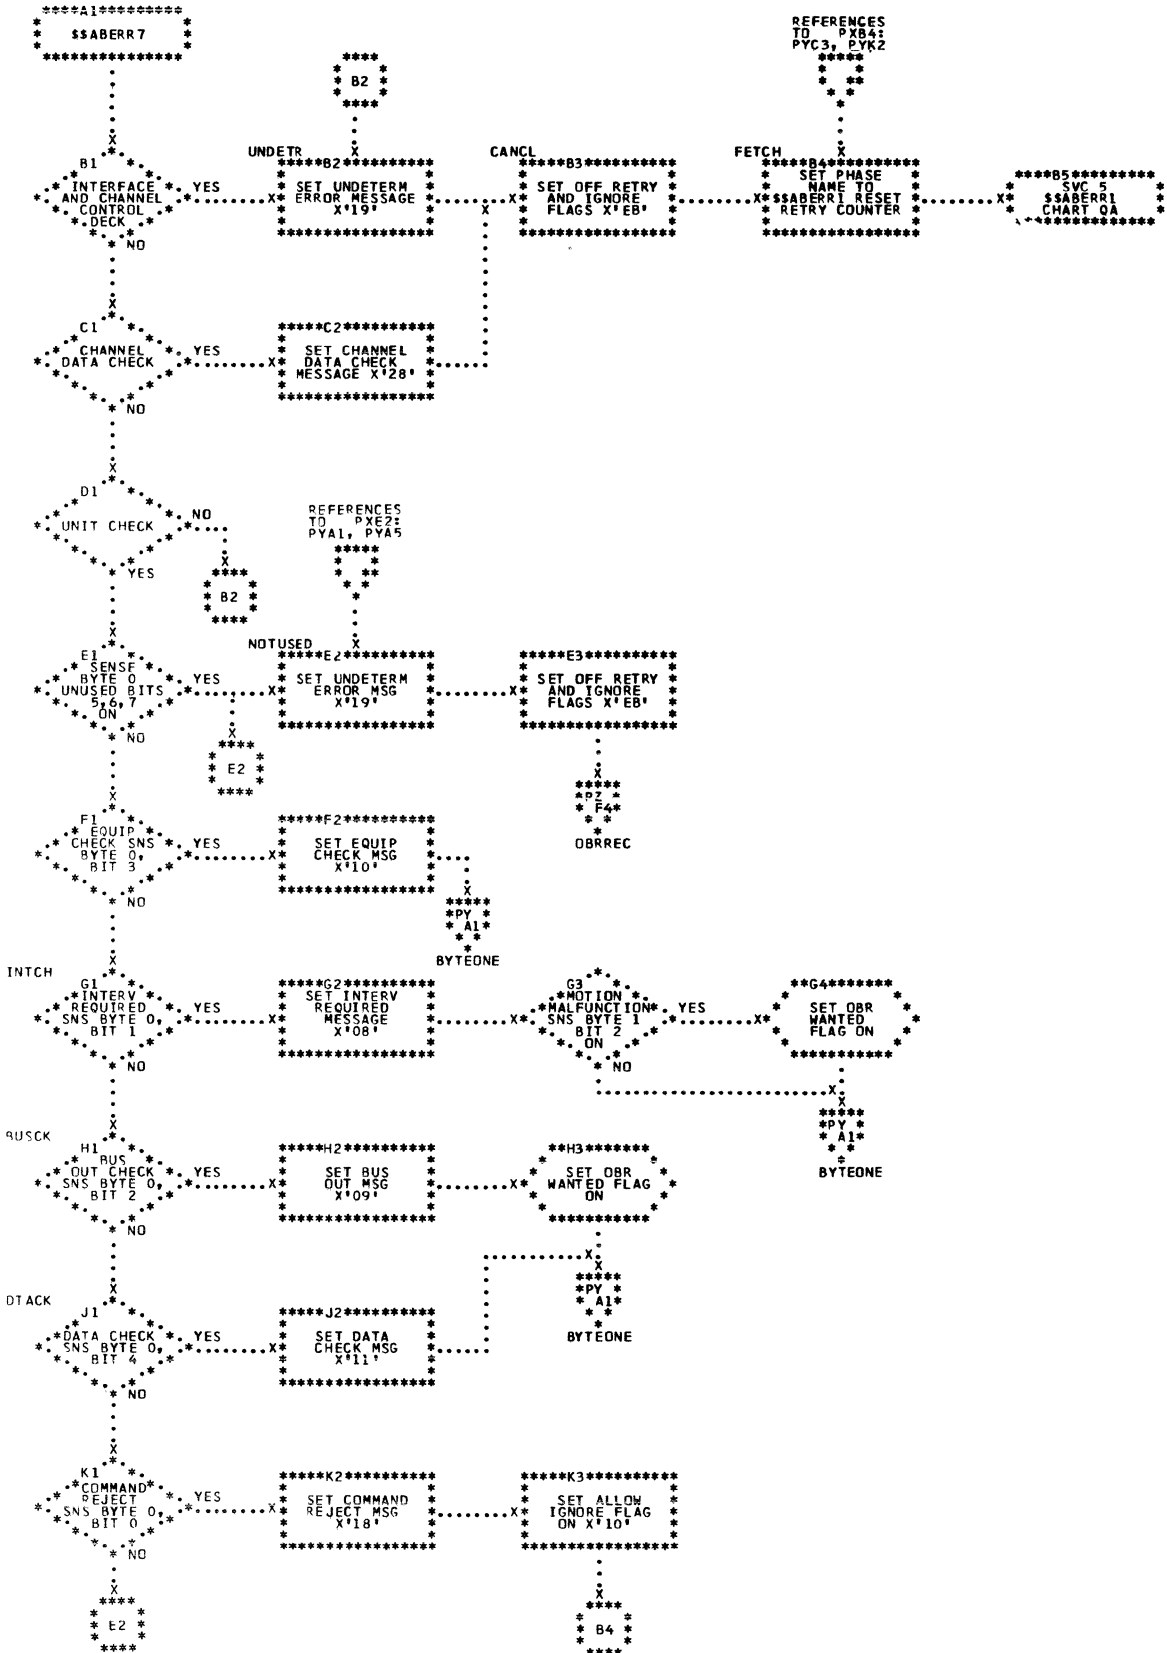 A1
$$ABERR7
REFERENCES
TO PXB4:
PYC3, PYK2
B2
B1
INTERFACE
AND CHANNEL
CONTROL
DECK
YES
NO
UNDETR
B2
SET UNDETERM
ERROR MESSAGE
X'19'
CANCL
B3
SET OFF RETRY
AND IGNORE
FLAGS X'EB'
FETCH
B4
SET PHASE
NAME TO
$$ABERR1 RESET
RETRY COUNTER
B5
SVC 5
$$ABERR1
CHART QA
C1
CHANNEL
DATA CHECK
YES
NO
C2
SET CHANNEL
DATA CHECK
MESSAGE X'28'
D1
UNIT CHECK
NO
YES
B2
REFERENCES
TO PXE2:
PYA1, PYA5
E1
SENSE
BYTE 0
UNUSED BITS
5,6,7
ON
YES
NO
E2
NOTUSED
E2
SET UNDETERM
ERROR MSG
X'19'
E3
SET OFF RETRY
AND IGNORE
FLAGS X'EB'
PZ
F4
OBRREC
F1
EQUIP
CHECK SNS
BYTE 0,
BIT 3
YES
NO
F2
SET EQUIP
CHECK MSG
X'10'
PY
A1
BYTEONE
INTCH
G1
INTERV
REQUIRED
SNS BYTE 0,
BIT 1
YES
NO
G2
SET INTERV
REQUIRED
MESSAGE
X'08'
G3
MOTION
MALFUNCTION
SNS BYTE 1
BIT 2
ON
YES
NO
G4
SET OBR
WANTED
FLAG ON
PY
A1
BYTEONE
BUSCK
H1
BUS
OUT CHECK
SNS BYTE 0,
BIT 2
YES
NO
H2
SET BUS
OUT MSG
X'09'
H3
SET OBR
WANTED FLAG
ON
PY
A1
BYTEONE
DTACK
J1
DATA CHECK
SNS BYTE 0,
BIT 4
YES
NO
J2
SET DATA
CHECK MSG
X'11'
K1
COMMAND
REJECT
SNS BYTE 0,
BIT 0
YES
NO
K2
SET COMMAND
REJECT MSG
X'18'
K3
SET ALLOW
IGNORE FLAG
ON X'10'
E2
B4